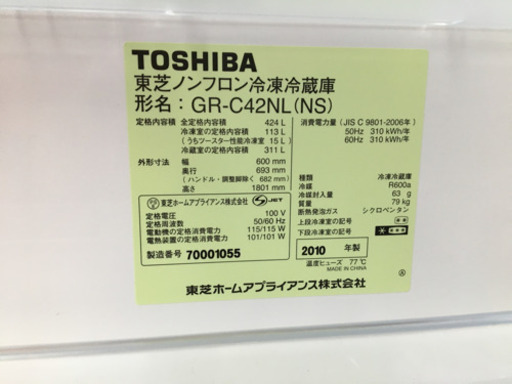 TOSHIBA
東芝ノンフロン冷凍冷蔵庫
形名：GR-C42NL(NS)
定格内容積 全定格内容積 424 L
冷凍室の定格内容積 113 L
(うちフースター性能冷凍室 15 L)
冷蔵室の定格内容積 311 L
外形寸法 幅 600 mm
奥行 693 mm
(ハンドル・調整脚除く 682 mm)
高さ 1801 mm
東芝ホームアプライアンス株式会社 JET
定格電圧 100 V
定格周波数 50/60 Hz
電動機の定格消費電力 115/115 W
電熱装置の定格消費電力 101/101 W
製造番号 70001055
消費電力量 (JIS C 9801-2006年)
50Hz 310 kWh/年
60Hz 310 kWh/年
種類 冷凍冷蔵庫
冷媒 R600a
冷媒封入量 63 g
質量 79 kg
断熱発泡ガス シクロペンタン
上段冷凍室の記号
下段冷凍室の記号
2010 年製
温度ヒューズ 77℃
MADE IN CHINA
Ⓐ
東芝ホームアプライアンス株式会社